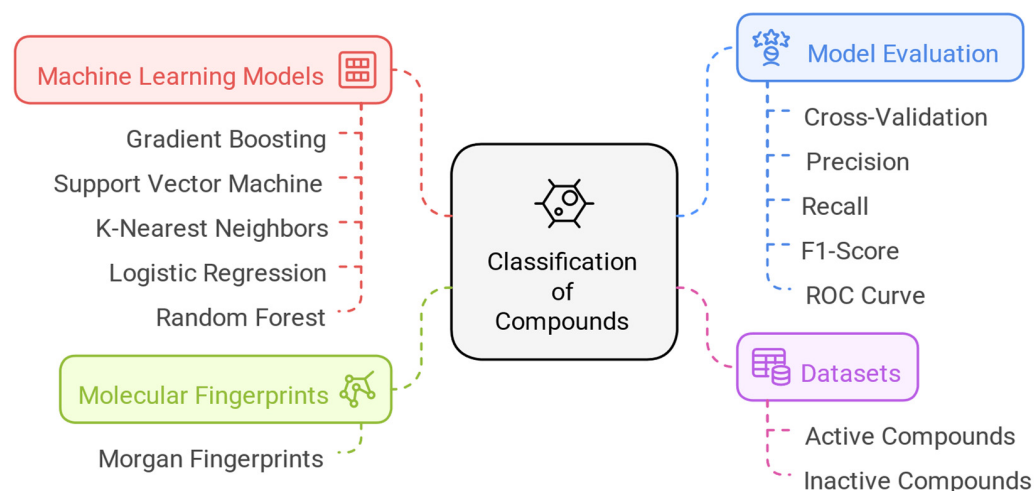 Machine Learning Models
Gradient Boosting
Support Vector Machine
K-Nearest Neighbors
Logistic Regression
Random Forest
Molecular Fingerprints
Morgan Fingerprints
Classification
of
Compounds
Model Evaluation
Cross-Validation
Precision
Recall
F1-Score
ROC Curve
Datasets
Active Compounds
Inactive Compounds